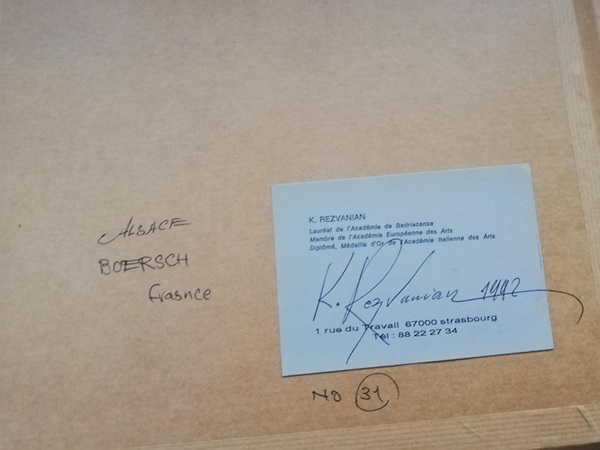 ALSACE
BOERSCH
Frasnce
K. REZVANIAN
Lauréat de l'Académie de Bedriacense
Membre de l'Académie Européenne des Arts
Diplômé, Médaille d'Or de l'Académie Italienne des Arts
K. Rezvanian 1992
1 rue du Travail 67000 strasbourg
Tél : 88 22 27 34
NO 31